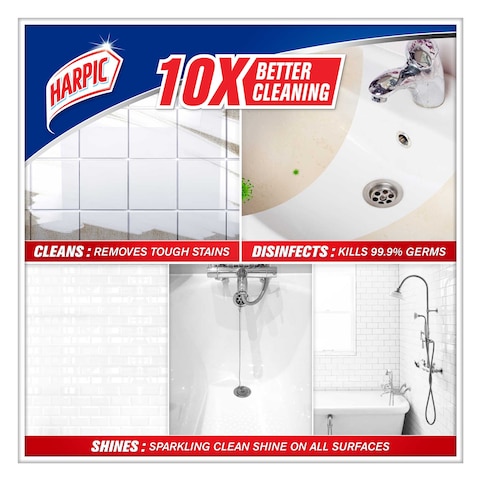 HARPIC
10X BETTER
CLEANING
CLEANS : REMOVES TOUGH STAINS
DISINFECTS : KILLS 99.9% GERMS
SHINES : SPARKLING CLEAN SHINE ON ALL SURFACES